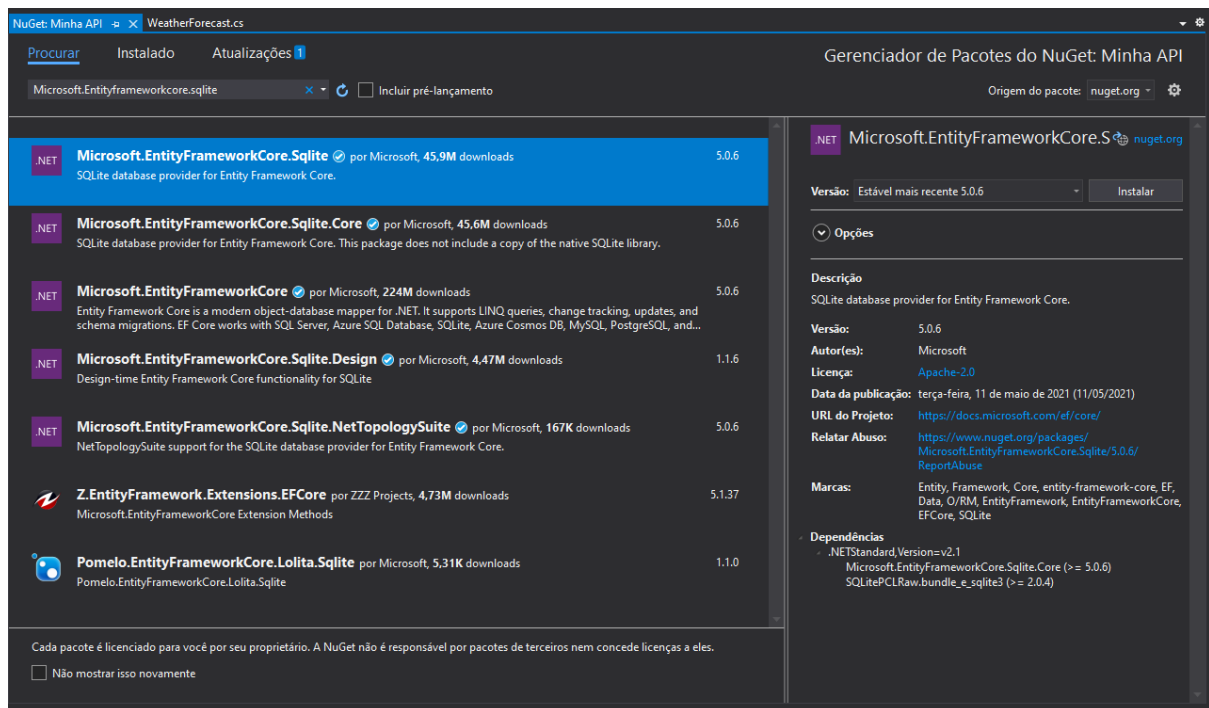 NuGet: Minha API
WeatherForecast.cs
Procurar
Instalado
Atualizações 1
Gerenciador de Pacotes do NuGet: Minha API
Microsoft.Entityframeworkcore.sqlite
Incluir pré-lançamento
Origem do pacote: nuget.org
.NET
Microsoft.EntityFrameworkCore.Sqlite por Microsoft, 45,9M downloads
5.0.6
SQLite database provider for Entity Framework Core.
.NET
Microsoft.EntityFrameworkCore.Sqlite.Core por Microsoft, 45,6M downloads
5.0.6
SQLite database provider for Entity Framework Core. This package does not include a copy of the native SQLite library.
.NET
Microsoft.EntityFrameworkCore por Microsoft, 224M downloads
5.0.6
Entity Framework Core is a modern object-database mapper for .NET. It supports LINQ queries, change tracking, updates, and
schema migrations. EF Core works with SQL Server, Azure SQL Database, SQLite, Azure Cosmos DB, MySQL, PostgreSQL, and...
.NET
Microsoft.EntityFrameworkCore.Sqlite.Design por Microsoft, 4,47M downloads
1.1.6
Design-time Entity Framework Core functionality for SQLite
.NET
Microsoft.EntityFrameworkCore.Sqlite.NetTopologySuite por Microsoft, 167K downloads
5.0.6
NetTopologySuite support for the SQLite database provider for Entity Framework Core.
Z.EntityFramework.Extensions.EFCore por ZZZ Projects, 4,73M downloads
5.1.37
Microsoft.EntityFrameworkCore Extension Methods
Pomelo.EntityFrameworkCore.Lolita.Sqlite por Microsoft, 5,31K downloads
1.1.0
Pomelo.EntityFrameworkCore.Lolita.Sqlite
Cada pacote é licenciado para você por seu proprietário. A NuGet não é responsável por pacotes de terceiros nem concede licenças a eles.
Não mostrar isso novamente
.NET
Microsoft.EntityFrameworkCore.S
nuget.org
Versão: Estável mais recente 5.0.6
Instalar
Opções
Descrição
SQLite database provider for Entity Framework Core.
Versão: 5.0.6
Autor(es): Microsoft
Licença: Apache-2.0
Data da publicação: terça-feira, 11 de maio de 2021 (11/05/2021)
URL do Projeto: https://docs.microsoft.com/ef/core/
Relatar Abuso: https://www.nuget.org/packages/
Microsoft.EntityFrameworkCore.Sqlite/5.0.6/
ReportAbuse
Marcas: Entity, Framework, Core, entity-framework-core, EF,
Data, O/RM, EntityFramework, EntityFrameworkCore,
EFCore, SQLite
Dependências
.NETStandard,Version=v2.1
Microsoft.EntityFrameworkCore.Sqlite.Core (>= 5.0.6)
SQLitePCLRaw.bundle_e_sqlite3 (>= 2.0.4)